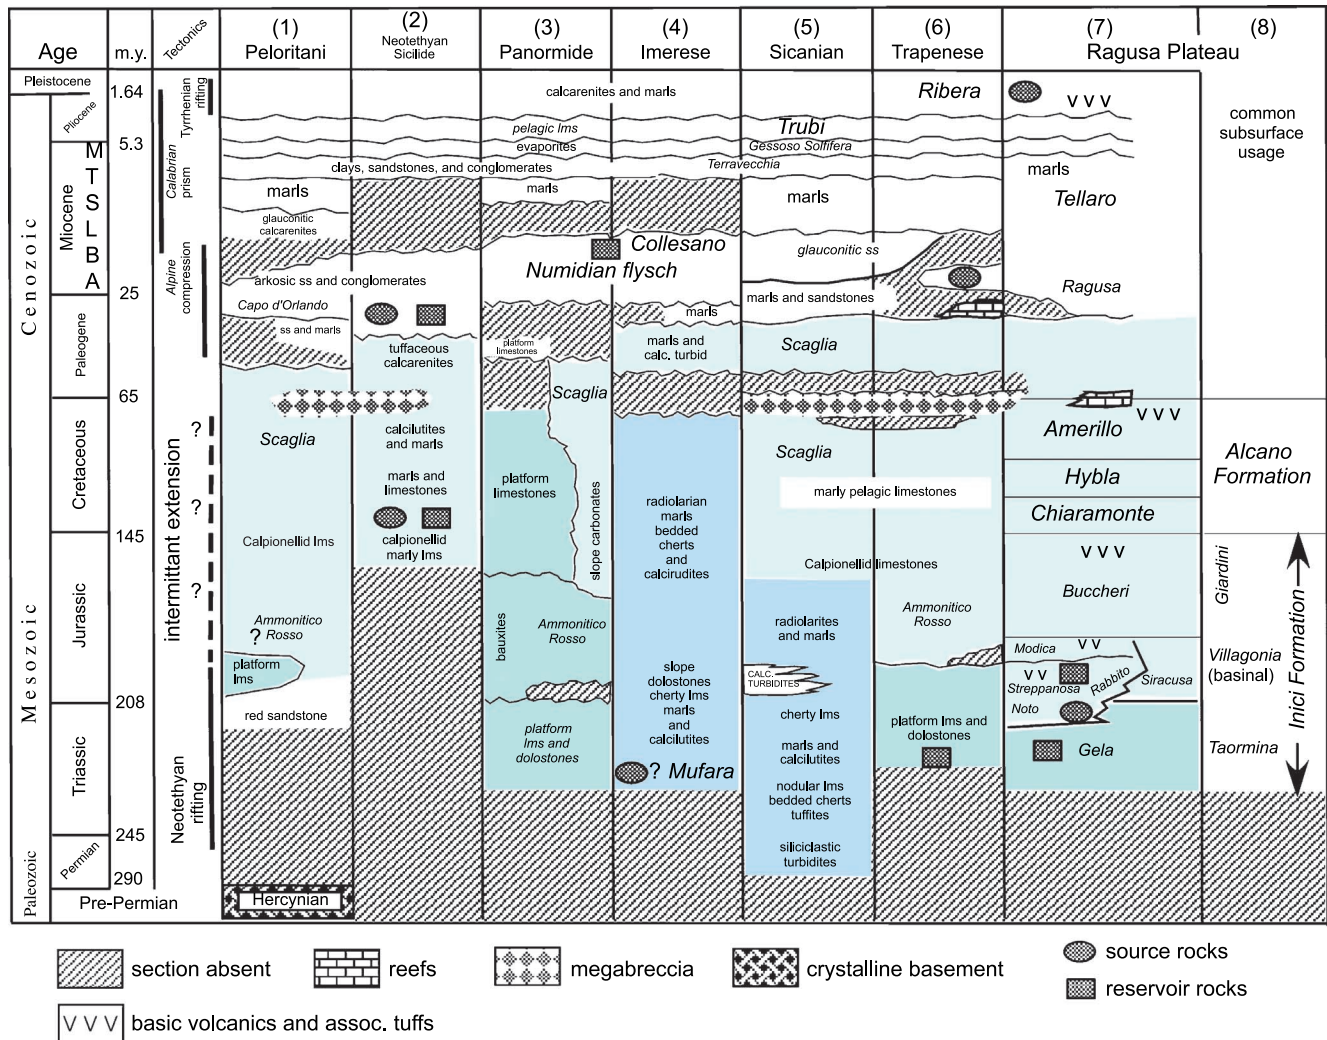 Age
m.y.
Tectonics
(1)
Peloritani
(2)
Neotethyan
Sicilide
(3)
Panormide
(4)
Imerese
(5)
Sicanian
(6)
Trapenese
(7)
(8)
Ragusa Plateau
Pleistocene
1.64
Pliocene
5.3
Cenozoic
Miocene
M
T
S
L
B
A
25
Paleogene
65
Mesozoic
Cretaceous
145
Jurassic
208
Triassic
245
Paleozoic
Permian
290
Pre-Permian
Tyrrhenian
rifting
Calabrian
prism
Alpine
compression
intermittant extension
?
?
?
Neotethyan
rifting
calcarenites and marls
Ribera
V V V
pelagic lms
Trubi
evaporites
Gessoso Solfifera
clays, sandstones, and conglomerates
Terravecchia
marls
marls
marls
marls
Tellaro
common
subsurface
usage
glauconitic
calcarenites
Collesano
Numidian flysch
glauconitic ss
arkosic ss and conglomerates
Capo d'Orlando
ss and marls
marls and sandstones
Ragusa
marls
tuffaceous
calcarenites
platform
limestones
marls and
calc. turbid
Scaglia
Scaglia
Scaglia
calcilutites
and marls
Scaglia
Amerillo
V V V
Alcano
Formation
marls and
limestones
platform
limestones
slope carbonates
radiolarian
marls
bedded
cherts
and
calcirudites
marly pelagic limestones
Hybla
Chiaramonte
Calpionellid lms
calpionellid
marly lms
Calpionellid limestones
V V V
Buccheri
Giardini
Inici Formation
Ammonitico
Rosso
?
bauxites
Ammonitico
Rosso
radiolarites
and marls
Ammonitico
Rosso
platform
lms
slope
dolostones
cherty lms
marls
and
calcilutites
CALC.
TURBIDITES
Modica
V V
V V
Streppanosa
Rabbito
Siracusa
Noto
Villagonia
(basinal)
red sandstone
platform
lms and
dolostones
cherty lms
platform lms and
dolostones
marls and
calcilutites
Gela
Taormina
? Mufara
nodular lms
bedded cherts
tuffites
siliciclastic
turbidites
Hercynian
section absent
reefs
megabreccia
crystalline basement
source rocks
reservoir rocks
V V V
basic volcanics and assoc. tuffs